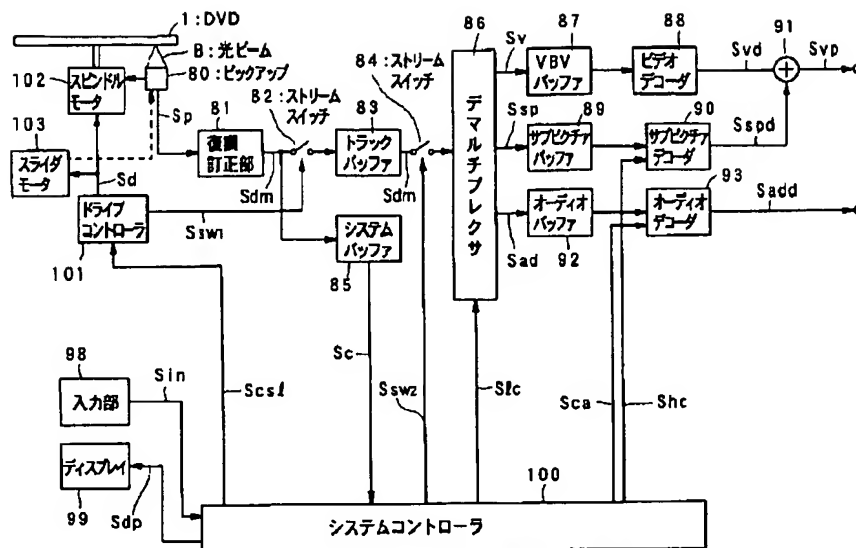 1:DVD
B:光ビーム
80:ピックアップ
102
スピンドル
モータ
103
スライダ
モータ
Sd
Sp
81
復調
訂正部
82:ストリーム
スイッチ
Sdm
83
トラック
バッファ
84:ストリーム
スイッチ
Sdm
システム
バッファ
85
ドライブ
コントローラ
101
Ssw1
86
デマルチプレクサ
Sv
87
VBV
バッファ
88
ビデオ
デコーダ
Svd
91
Svp
Ssp
89
サブピクチャ
バッファ
90
サブピクチャ
デコーダ
Sspd
Sad
オーディオ
バッファ
92
93
オーディオ
デコーダ
Sadd
98
入力部
Sin
ディスプレイ
99
Sdp
Scsl
Sc
Ssw2
Slc
Sca
Shc
100
システムコントローラ